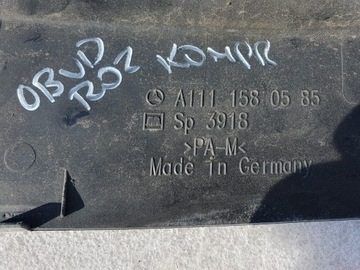 OBUD
ROZ KOMPR
A111 158 05 85
Sp 3918
>PA-M<
Made in Germany